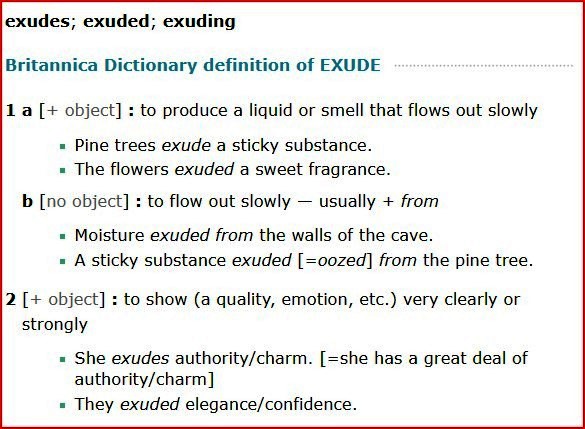 exudes; exuded; exuding
Britannica Dictionary definition of EXUDE
1 a [+ object] : to produce a liquid or smell that flows out slowly
▪ Pine trees exude a sticky substance.
▪ The flowers exuded a sweet fragrance.
b [no object] : to flow out slowly — usually + from
▪ Moisture exuded from the walls of the cave.
▪ A sticky substance exuded [=oozed] from the pine tree.
2 [+ object] : to show (a quality, emotion, etc.) very clearly or
strongly
▪ She exudes authority/charm. [=she has a great deal of
authority/charm]
▪ They exuded elegance/confidence.